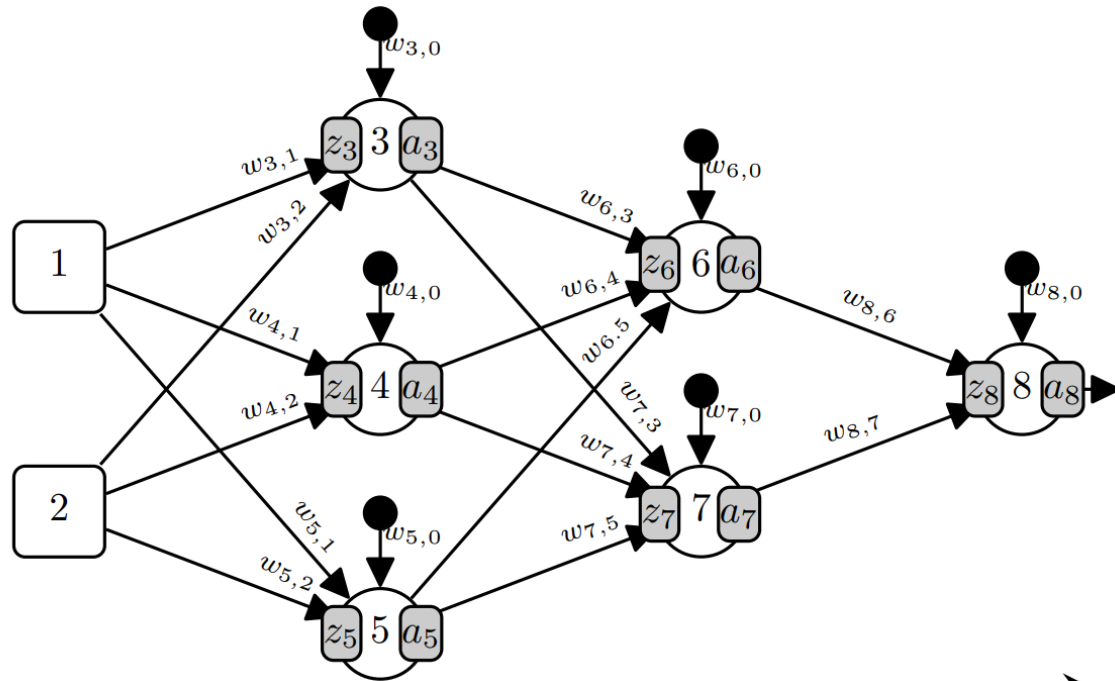 w3,0
z3 3 a3
w3,1
w6,0
w3,2
w6,3
1
z6 6 a6
w4,0
w6,4
w8,0
w4,1
w8,6
w6.5
z4 4 a4
z8 8 a8
w4,2
w7,3
w7,0
w8,7
w7,4
2
z7 7 a7
w5,1
w5,0
w7,5
w5,2
z5 5 a5